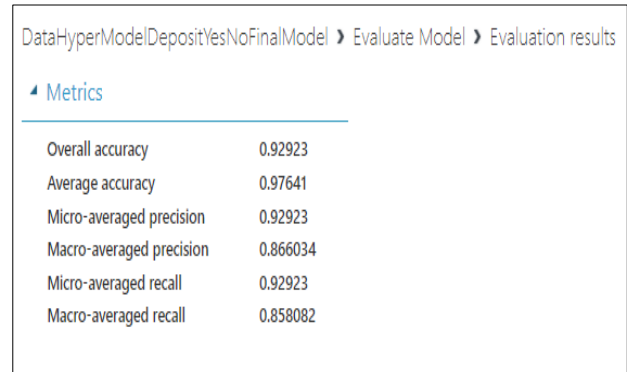 DataHyperModelDepositYesNoFinalModel ❯ Evaluate Model ❯ Evaluation results
Metrics
Overall accuracy 0.92923
Average accuracy 0.97641
Micro-averaged precision 0.92923
Macro-averaged precision 0.866034
Micro-averaged recall 0.92923
Macro-averaged recall 0.858082